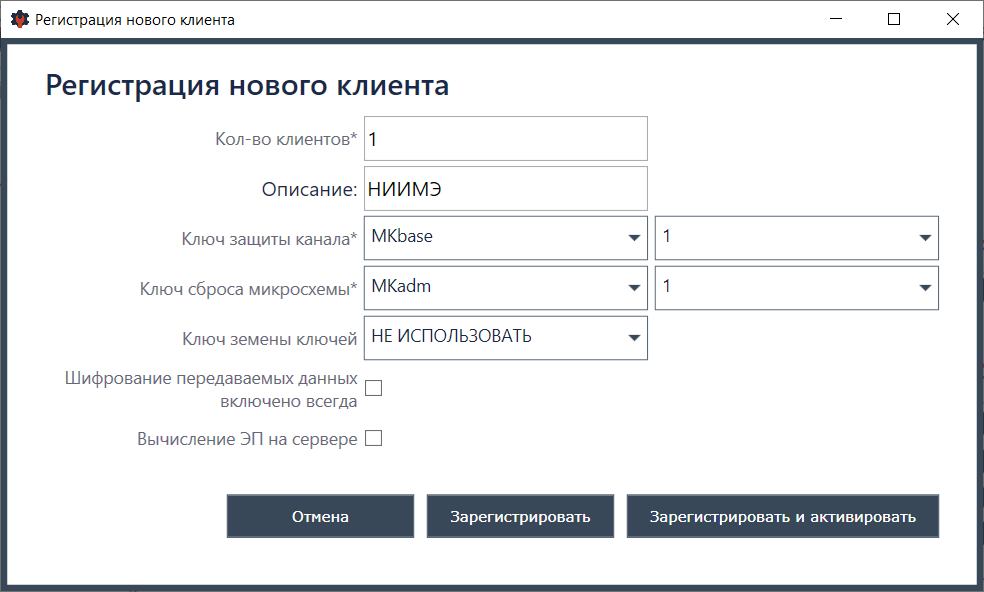 Регистрация нового клиента
Регистрация нового клиента
Кол-во клиентов* 1
Описание: НИИМЭ
Ключ защиты канала* MKbase 1
Ключ сброса микросхемы* MKadm 1
Ключ земены ключей НЕ ИСПОЛЬЗОВАТЬ
Шифрование передаваемых данных
включено всегда
Вычисление ЭП на сервере
Отмена Зарегистрировать Зарегистрировать и активировать